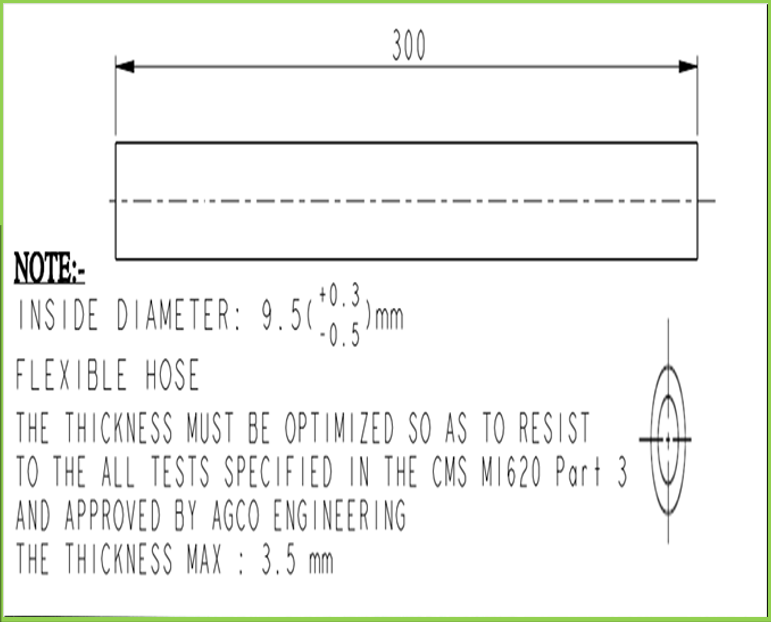 300
NOTE:-
INSIDE DIAMETER: 9.5(+0.3 -0.5)mm
FLEXIBLE HOSE
THE THICKNESS MUST BE OPTIMIZED SO AS TO RESIST
TO THE ALL TESTS SPECIFIED IN THE CMS M1620 Part 3
AND APPROVED BY AGCO ENGINEERING
THE THICKNESS MAX : 3.5 mm